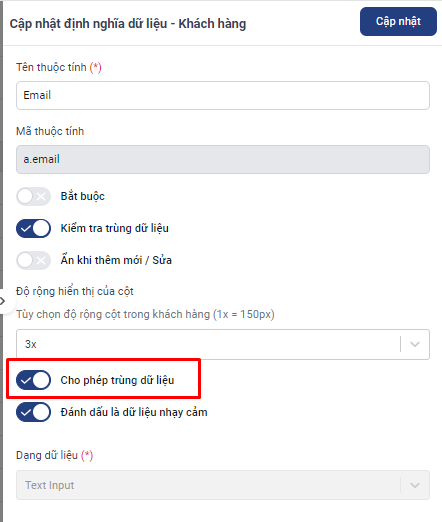 Cập nhật định nghĩa dữ liệu - Khách hàng
Cập nhật
Tên thuộc tính (*)
Email
Mã thuộc tính
a.email
Bắt buộc
Kiểm tra trùng dữ liệu
Ẩn khi thêm mới / Sửa
Độ rộng hiển thị của cột
Tùy chọn độ rộng cột trong khách hàng (1x = 150px)
3x
Cho phép trùng dữ liệu
Đánh dấu là dữ liệu nhạy cảm
Dạng dữ liệu (*)
Text Input